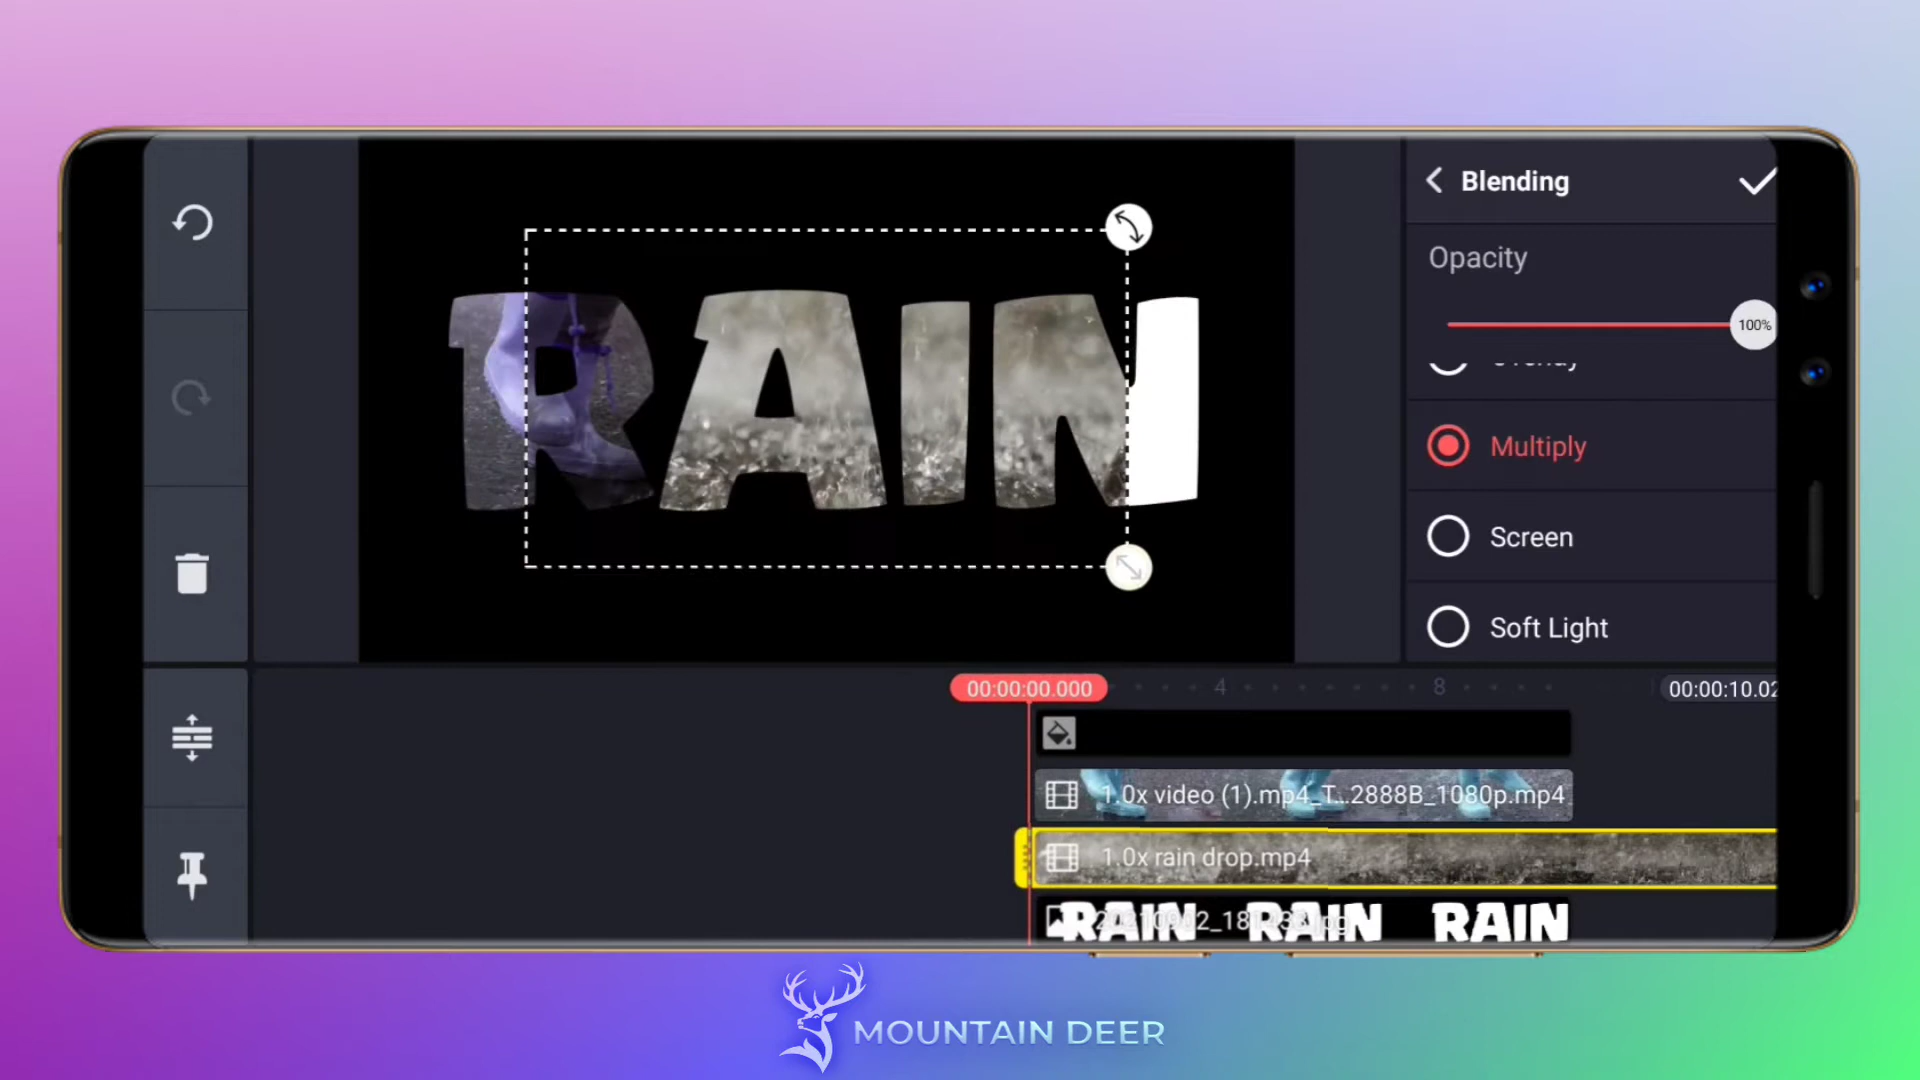 Blending
Opacity
100%
RAIN
Multiply
Screen
Soft Light
00:00:00.000
4
8
00:00:10.02
1.0x video (1).mp4_T...2888B_1080p.mp4
1.0x rain drop.mp4
RAIN RAIN RAIN
MOUNTAIN DEER